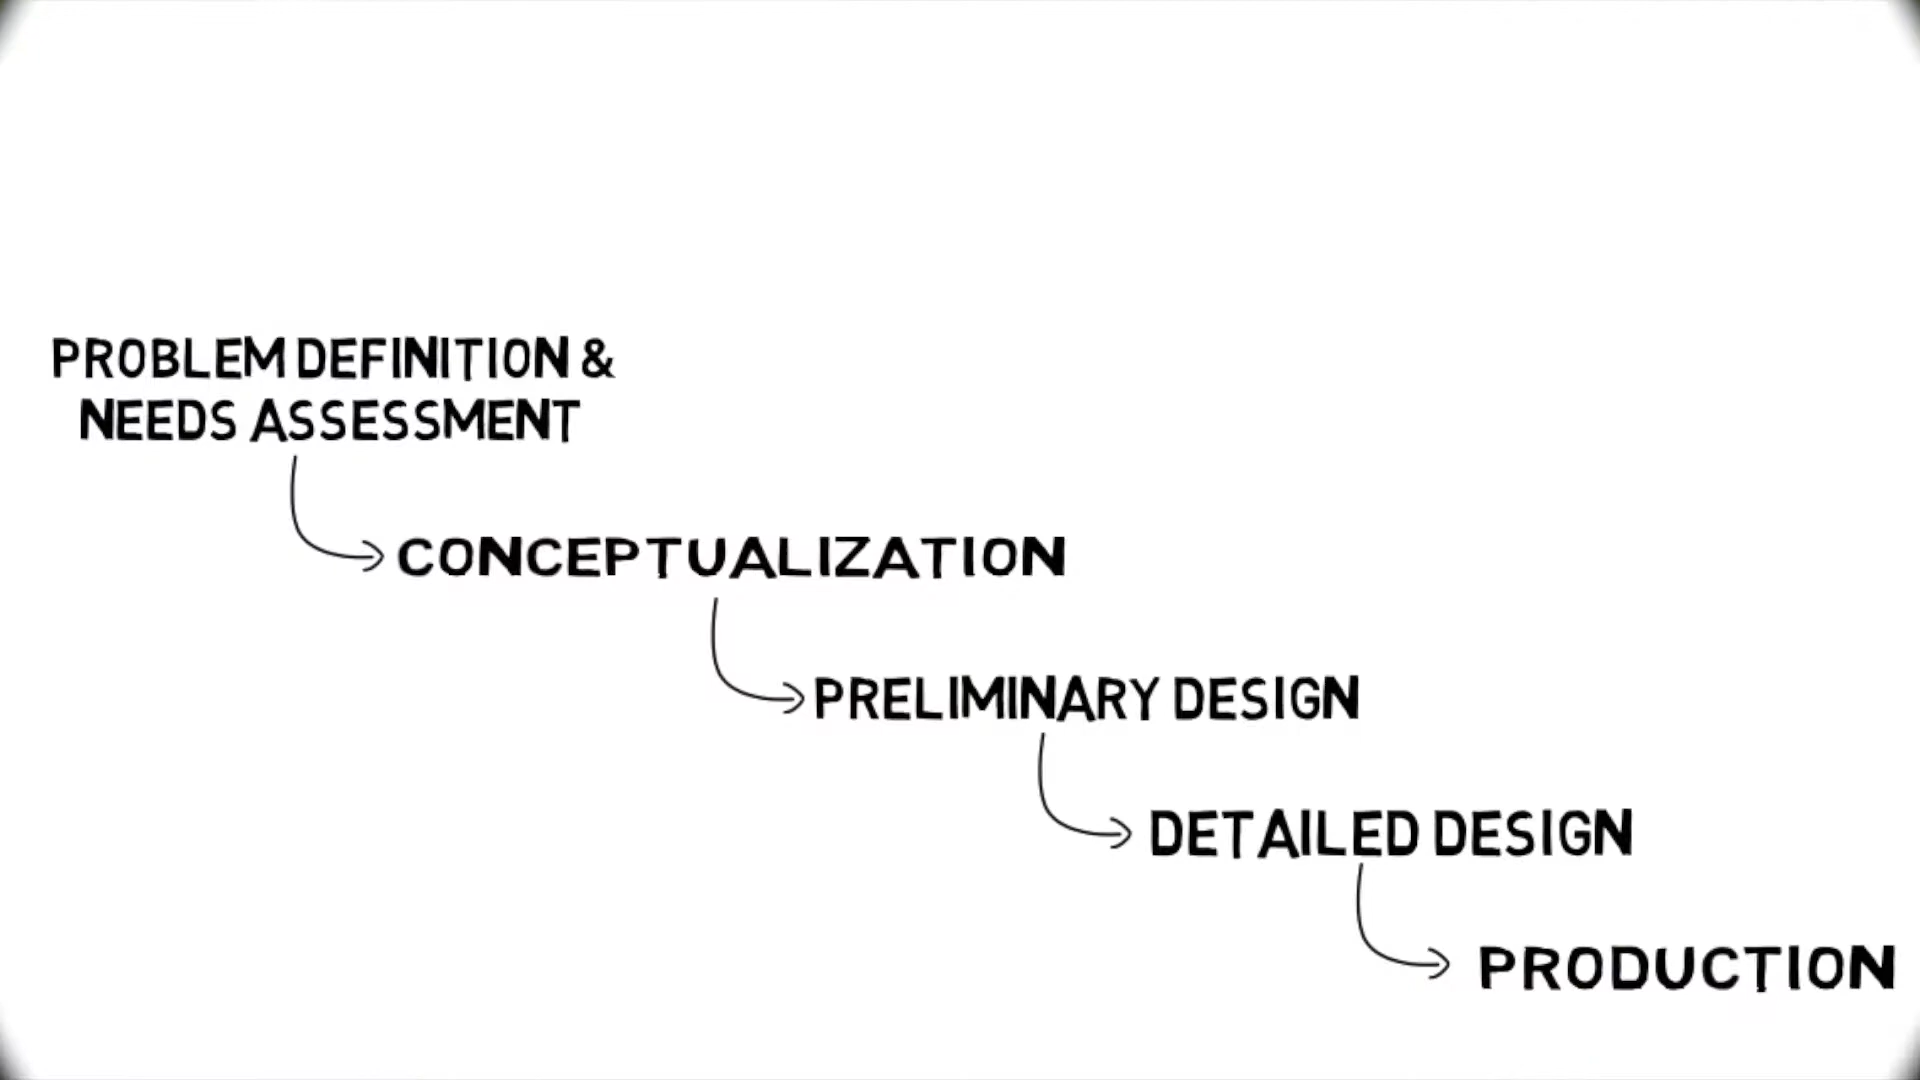 PROBLEM DEFINITION &
NEEDS ASSESSMENT
CONCEPTUALIZATION
PRELIMINARY DESIGN
DETAILED DESIGN
PRODUCTION